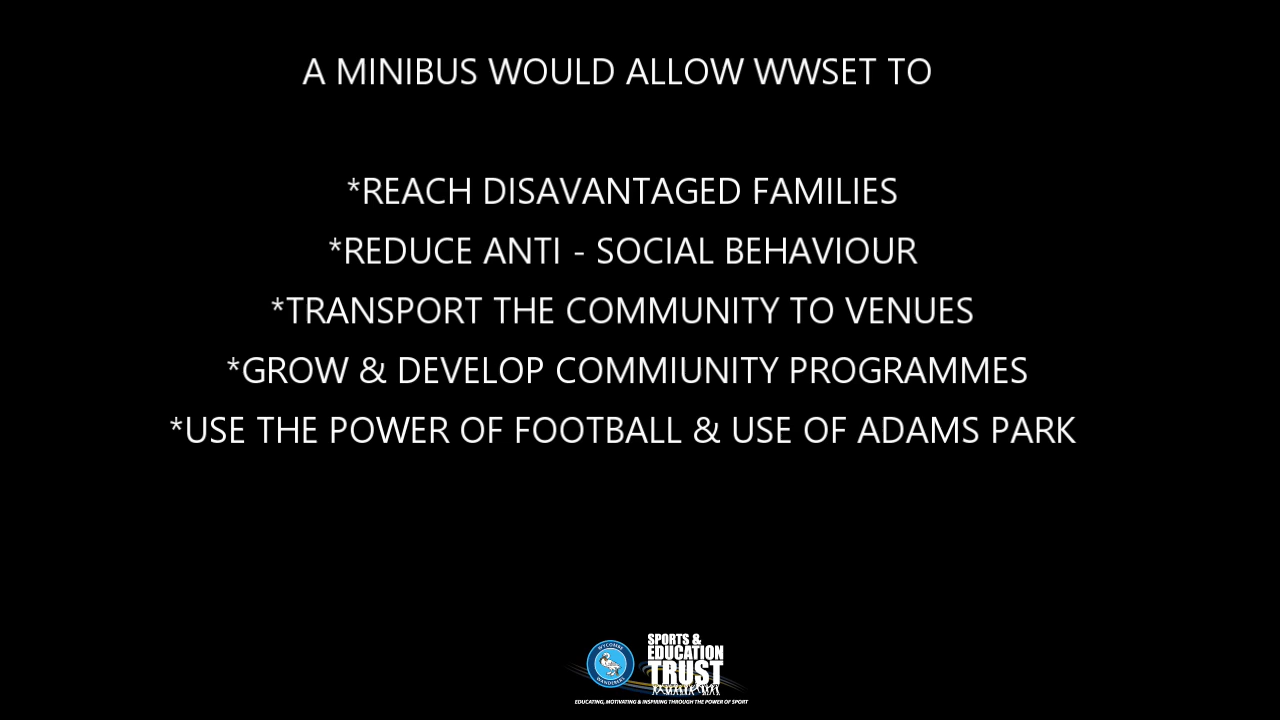 A MINIBUS WOULD ALLOW WWSET TO
*REACH DISAVANTAGED FAMILIES
*REDUCE ANTI - SOCIAL BEHAVIOUR
*TRANSPORT THE COMMUNITY TO VENUES
*GROW & DEVELOP COMMIUNITY PROGRAMMES
*USE THE POWER OF FOOTBALL & USE OF ADAMS PARK
WYCOMBE
WANDERERS
SPORTS &
EDUCATION
TRUST
EDUCATING, MOTIVATING & INSPIRING THROUGH THE POWER OF SPORT